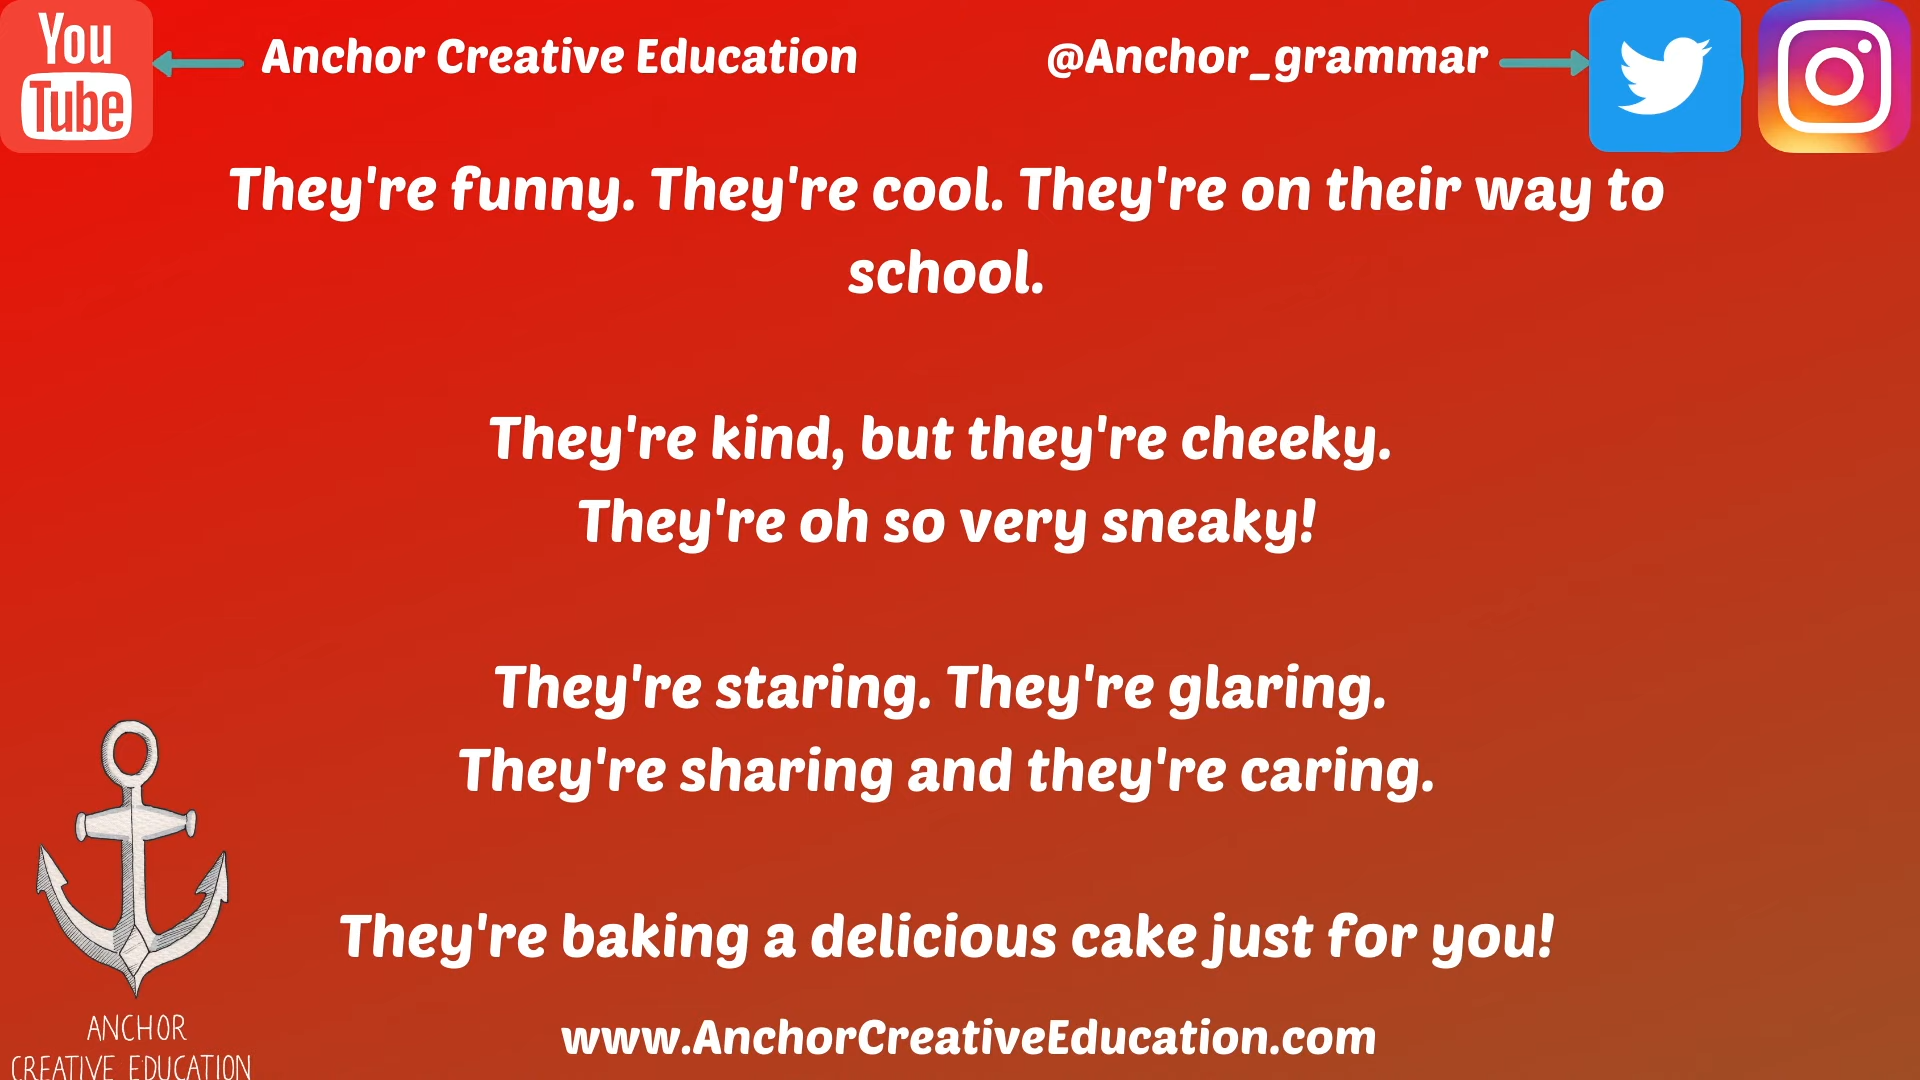 You
Tube
Anchor Creative Education
@Anchor_grammar
They're funny. They're cool. They're on their way to
school.
They're kind, but they're cheeky.
They're oh so very sneaky!
They're staring. They're glaring.
They're sharing and they're caring.
They're baking a delicious cake just for you!
www.AnchorCreativeEducation.com
ANCHOR
CREATIVE EDUCATION